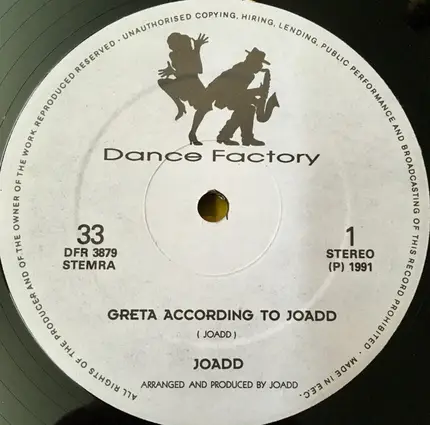 ALL RIGHTS OF THE PRODUCER AND OF THE OWNER OF THE WORK REPRODUCED RESERVED · UNAUTHORISED COPYING, HIRING, LENDING, PUBLIC PERFORMANCE AND BROADCASTING OF THIS RECORD PROHIBITED · MADE IN E.E.C.·
Dance Factory
33
DFR 3879
STEMRA
1
STEREO
(P) 1991
GRETA ACCORDING TO JOADD
( JOADD )
JOADD
ARRANGED AND PRODUCED BY JOADD